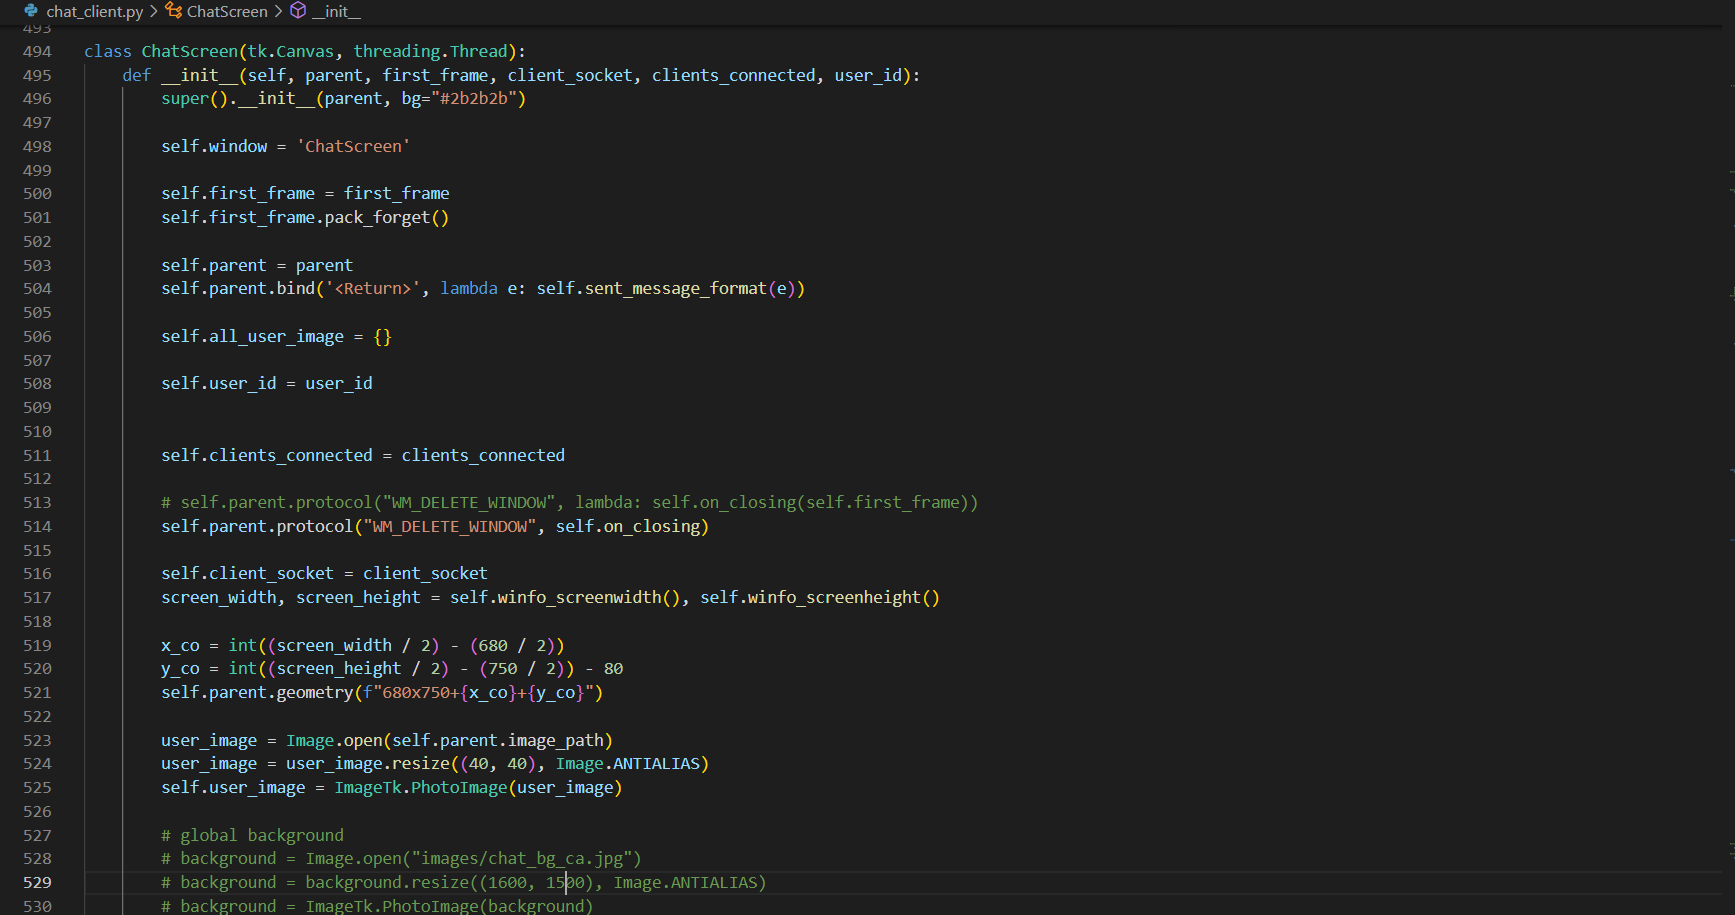 chat_client.py > ChatScreen > __init__
493
494 class ChatScreen(tk.Canvas, threading.Thread):
495 def __init__(self, parent, first_frame, client_socket, clients_connected, user_id):
496 super().__init__(parent, bg="#2b2b2b")
497
498 self.window = 'ChatScreen'
499
500 self.first_frame = first_frame
501 self.first_frame.pack_forget()
502
503 self.parent = parent
504 self.parent.bind('<Return>', lambda e: self.sent_message_format(e))
505
506 self.all_user_image = {}
507
508 self.user_id = user_id
509
510
511 self.clients_connected = clients_connected
512
513 # self.parent.protocol("WM_DELETE_WINDOW", lambda: self.on_closing(self.first_frame))
514 self.parent.protocol("WM_DELETE_WINDOW", self.on_closing)
515
516 self.client_socket = client_socket
517 screen_width, screen_height = self.winfo_screenwidth(), self.winfo_screenheight()
518
519 x_co = int((screen_width / 2) - (680 / 2))
520 y_co = int((screen_height / 2) - (750 / 2)) - 80
521 self.parent.geometry(f"680x750+{x_co}+{y_co}")
522
523 user_image = Image.open(self.parent.image_path)
524 user_image = user_image.resize((40, 40), Image.ANTIALIAS)
525 self.user_image = ImageTk.PhotoImage(user_image)
526
527 # global background
528 # background = Image.open("images/chat_bg_ca.jpg")
529 # background = background.resize((1600, 1500), Image.ANTIALIAS)
530 # background = ImageTk.PhotoImage(background)